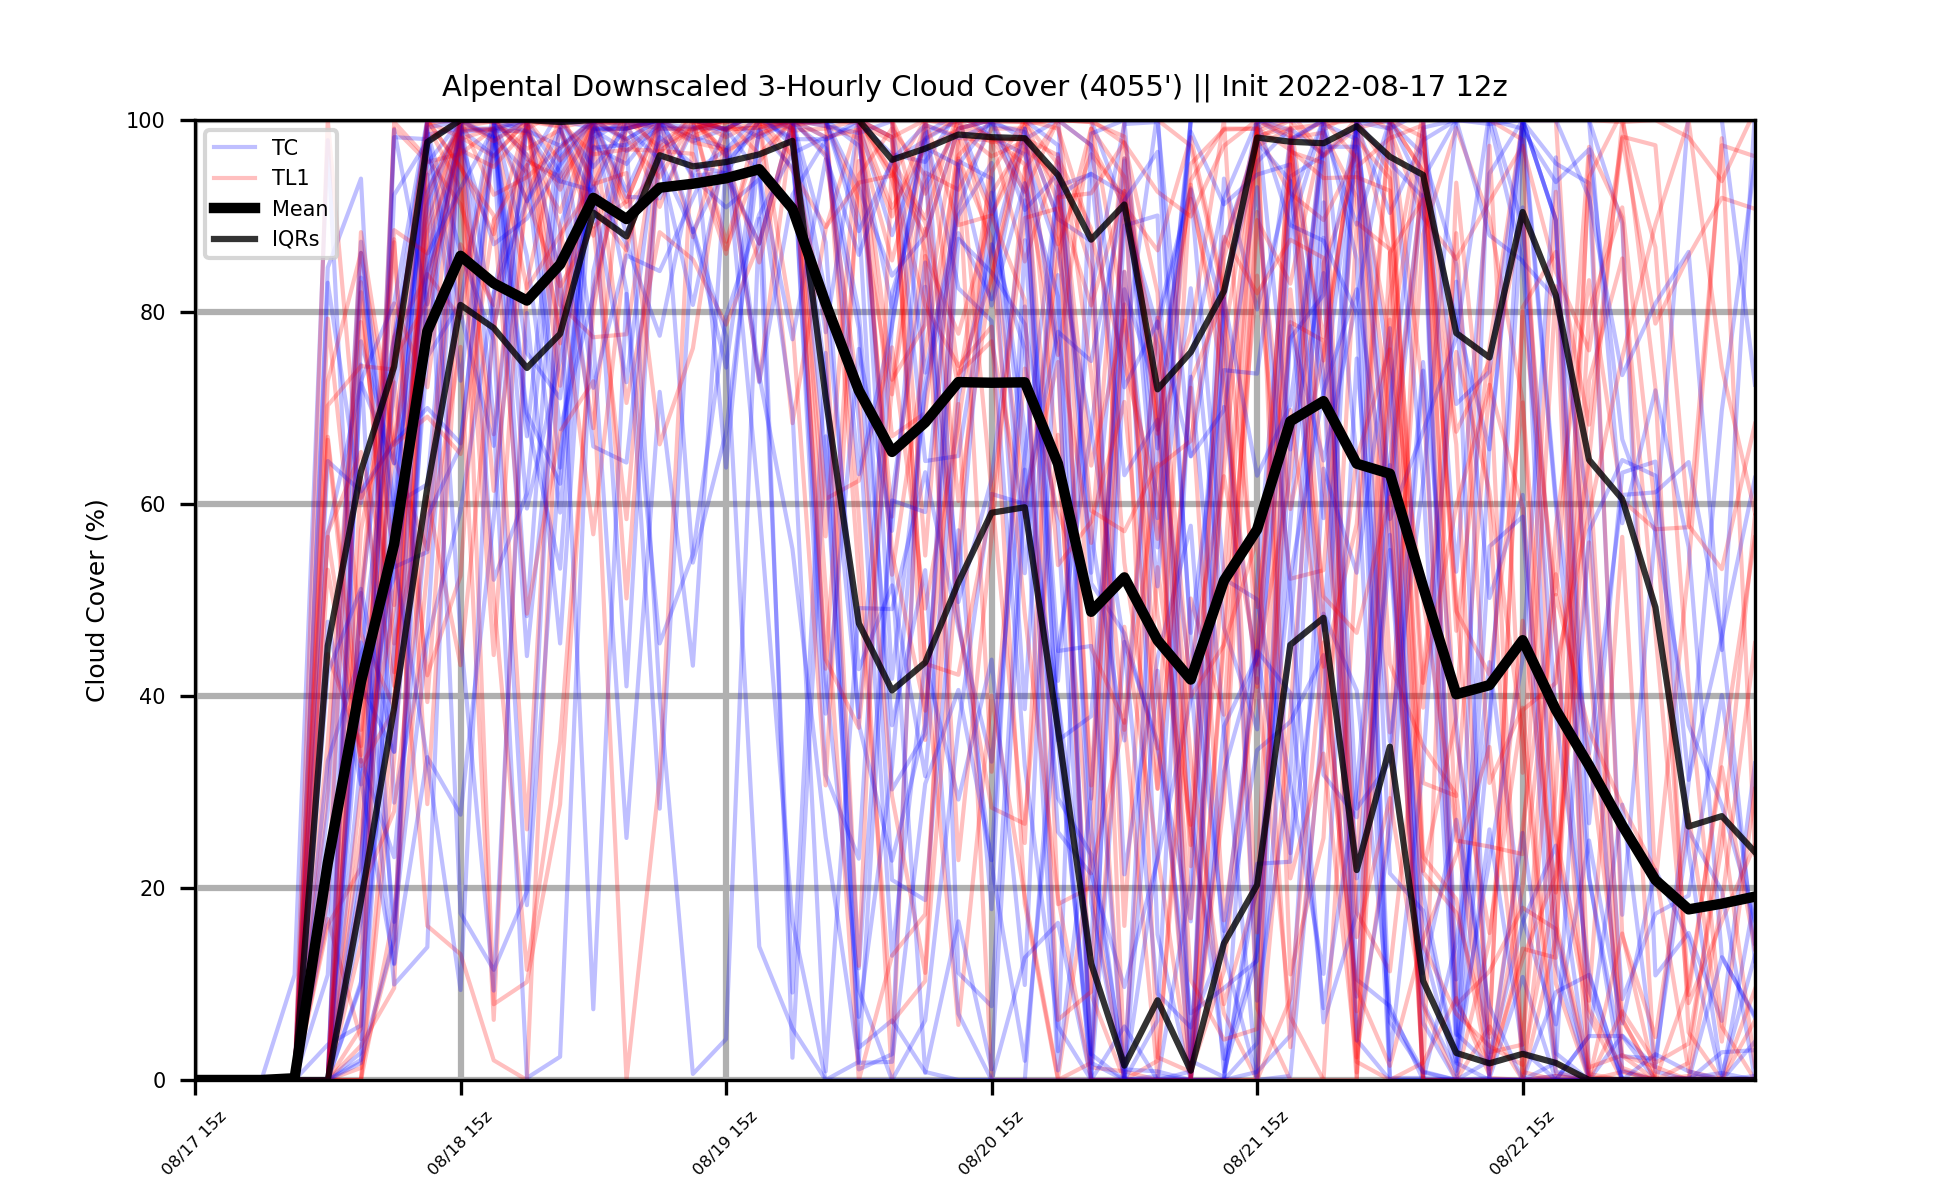 Alpental Downscaled 3-Hourly Cloud Cover (4055') || Init 2022-08-17 12z
TC
TL1
Mean
IQRs
Cloud Cover (%)
100
80
60
40
20
0
08/17 15z
08/18 15z
08/19 15z
08/20 15z
08/21 15z
08/22 15z